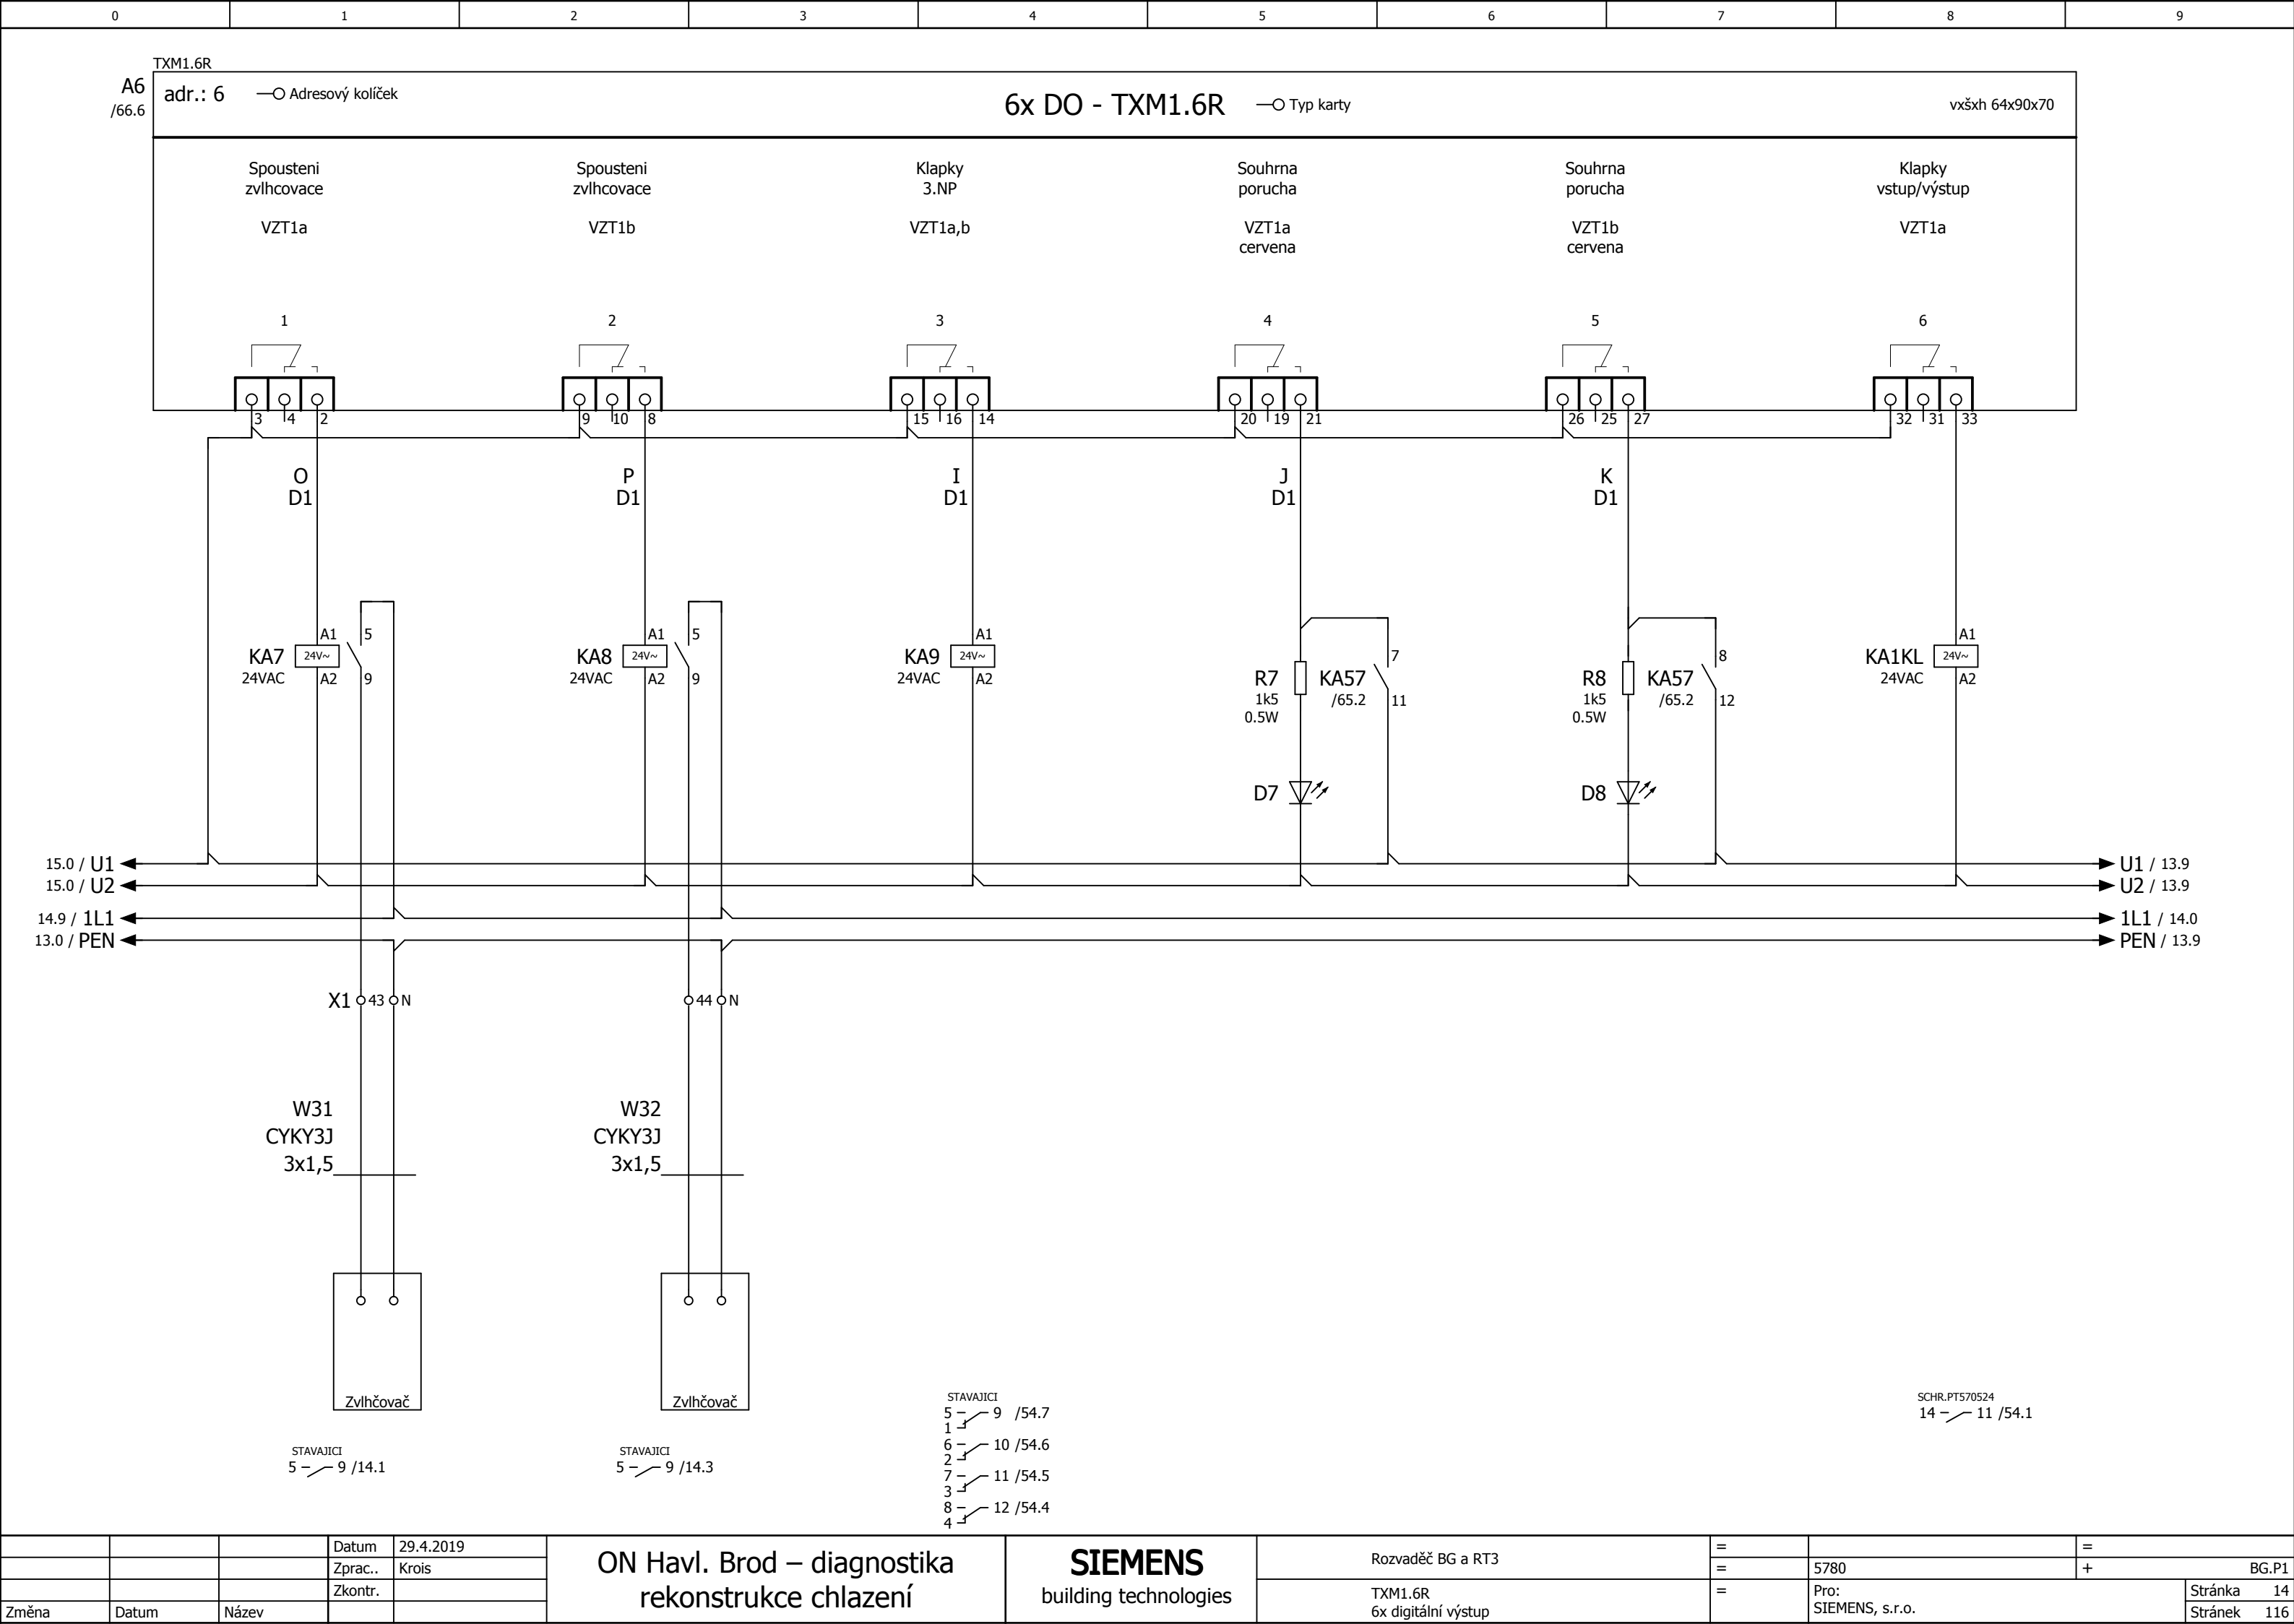 0 1 2 3 4 5 6 7 8 9
TXM1.6R
A6
/66.6
adr.: 6
Adresový kolíček
6x DO - TXM1.6R
Typ karty
vxšxh 64x90x70
Spousteni
zvlhcovace
VZT1a
Spousteni
zvlhcovace
VZT1b
Klapky
3.NP
VZT1a,b
Souhrna
porucha
VZT1a
cervena
Souhrna
porucha
VZT1b
cervena
Klapky
vstup/výstup
VZT1a
1 2 3 4 5 6
3 4 2 9 10 8 15 16 14 20 19 21 26 25 27 32 31 33
O
D1
P
D1
I
D1
J
D1
K
D1
KA7
24VAC
24V~
A1
A2
5
9
KA8
24VAC
24V~
A1
A2
5
9
KA9
24VAC
24V~
A1
A2
R7
1k5
0.5W
KA57
/65.2
7
11
D7
R8
1k5
0.5W
KA57
/65.2
8
12
D8
KA1KL
24VAC
24V~
A1
A2
15.0 / U1
15.0 / U2
14.9 / 1L1
13.0 / PEN
U1 / 13.9
U2 / 13.9
1L1 / 14.0
PEN / 13.9
X1 43 N
44 N
W31
CYKY3J
3x1,5
W32
CYKY3J
3x1,5
Zvlhčovač
Zvlhčovač
STAVAJICI
5 9 /14.1
STAVAJICI
5 9 /14.3
STAVAJICI
5 9 /54.7
1
6 10 /54.6
2
7 11 /54.5
3
8 12 /54.4
4
SCHR.PT570524
14 11 /54.1
Datum 29.4.2019
Zprac.. Krois
Zkontr.
Změna Datum Název
ON Havl. Brod – diagnostika
rekonstrukce chlazení
SIEMENS
building technologies
Rozvaděč BG a RT3
TXM1.6R
6x digitální výstup
= =
= 5780 + BG.P1
= Pro:
SIEMENS, s.r.o.
Stránka 14
Stránek 116